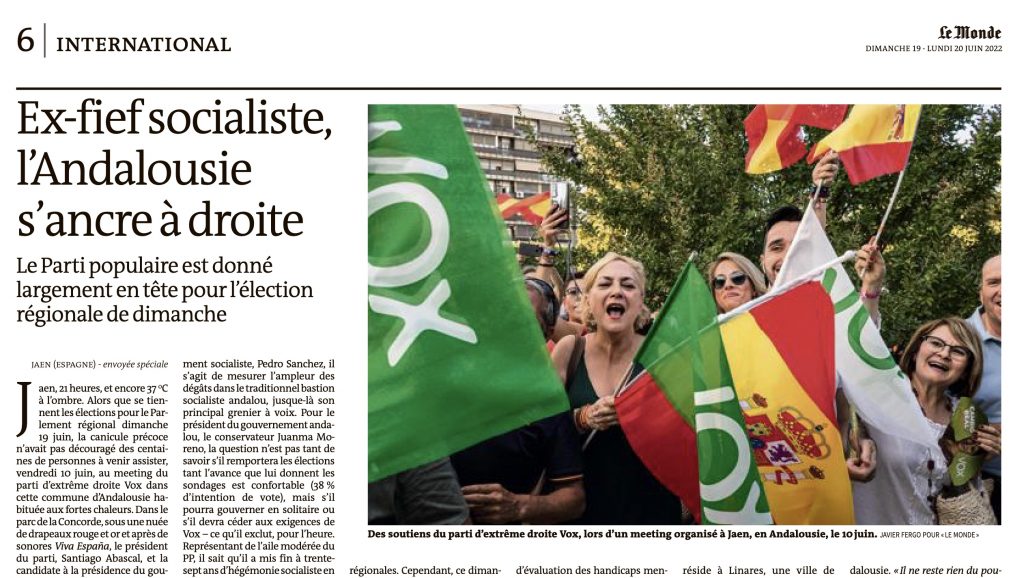 6 INTERNATIONAL
Le Monde
DIMANCHE 19 - LUNDI 20 JUIN 2022
Ex-fief socialiste,
l’Andalousie
s’ancre à droite
Le Parti populaire est donné
largement en tête pour l’élection
régionale de dimanche
JAEN (ESPAGNE) - envoyée spéciale
Jaen, 21 heures, et encore 37 °C
à l’ombre. Alors que se tien-
nent les élections pour le Par-
lement régional dimanche
19 juin, la canicule précoce
n’avait pas découragé des centai-
nes de personnes à venir assister,
vendredi 10 juin, au meeting du
parti d’extrême droite Vox dans
cette commune d’Andalousie ha-
bituée aux fortes chaleurs. Dans le
parc de la Concorde, sous une nuée
de drapeaux rouge et or et après de
sonores Viva España, le président
du parti, Santiago Abascal, et la
candidate à la présidence du gou-
ment socialiste, Pedro Sanchez, il
s’agit de mesurer l’ampleur des
dégâts dans le traditionnel bastion
socialiste andalou, jusque-là son
principal grenier à voix. Pour le
président du gouvernement anda-
lou, le conservateur Juanma Mo-
reno, la question n’est pas tant de
savoir s’il remportera les élections
tant l’avance que lui donnent les
sondages est confortable (38 %
d’intention de vote), mais s’il
pourra gouverner en solitaire ou
s’il devra céder aux exigences de
Vox – ce qu’il exclut, pour l’heure.
Représentant de l’aile modérée du
PP, il sait qu’il a mis fin à trente-
sept ans d’hégémonie socialiste en
VOX
VOX
VOX
VOX
Des soutiens du parti d’extrême droite Vox, lors d’un meeting organisé à Jaen, en Andalousie, le 10 juin. JAVIER FERGO POUR «LE MONDE»
régionales. Cependant, ce diman-
d’évaluation des handicaps men-
réside à Linares, une ville de
dalousie. «Il ne reste rien du pou-